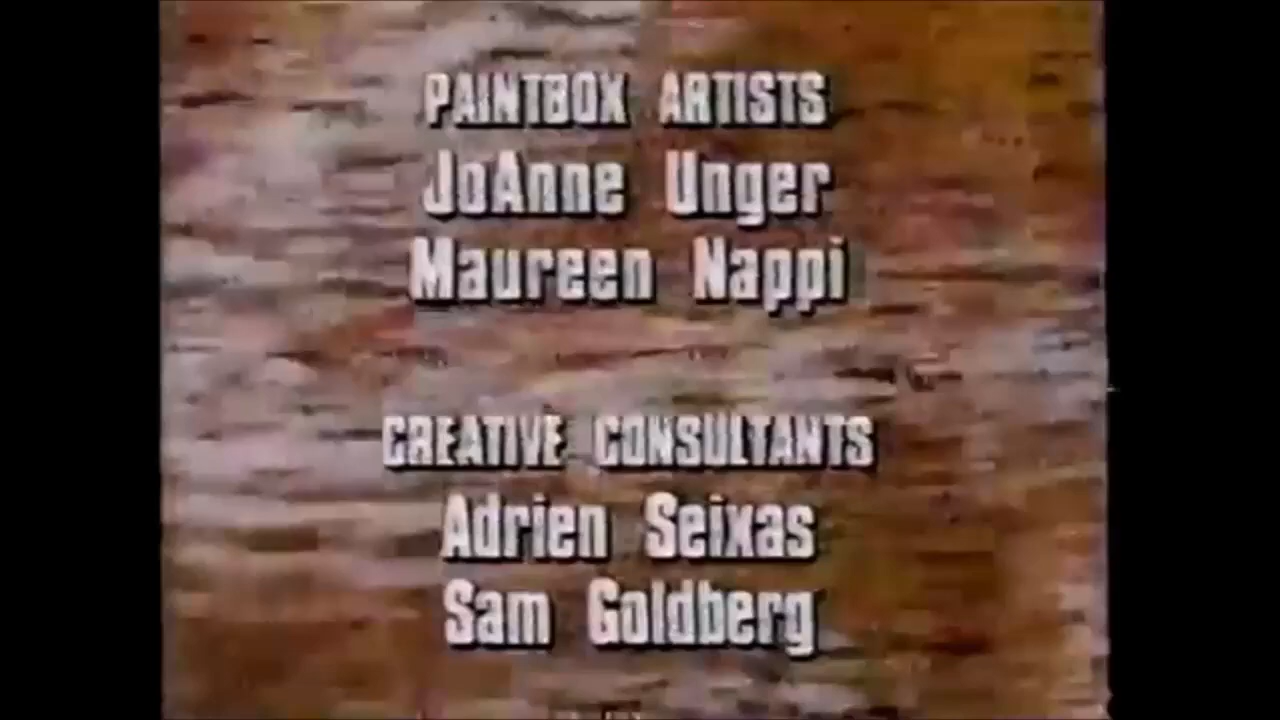 PAINTBOX ARTISTS
JoAnne Unger
Maureen Nappi
CREATIVE CONSULTANTS
Adrien Seixas
Sam Goldberg